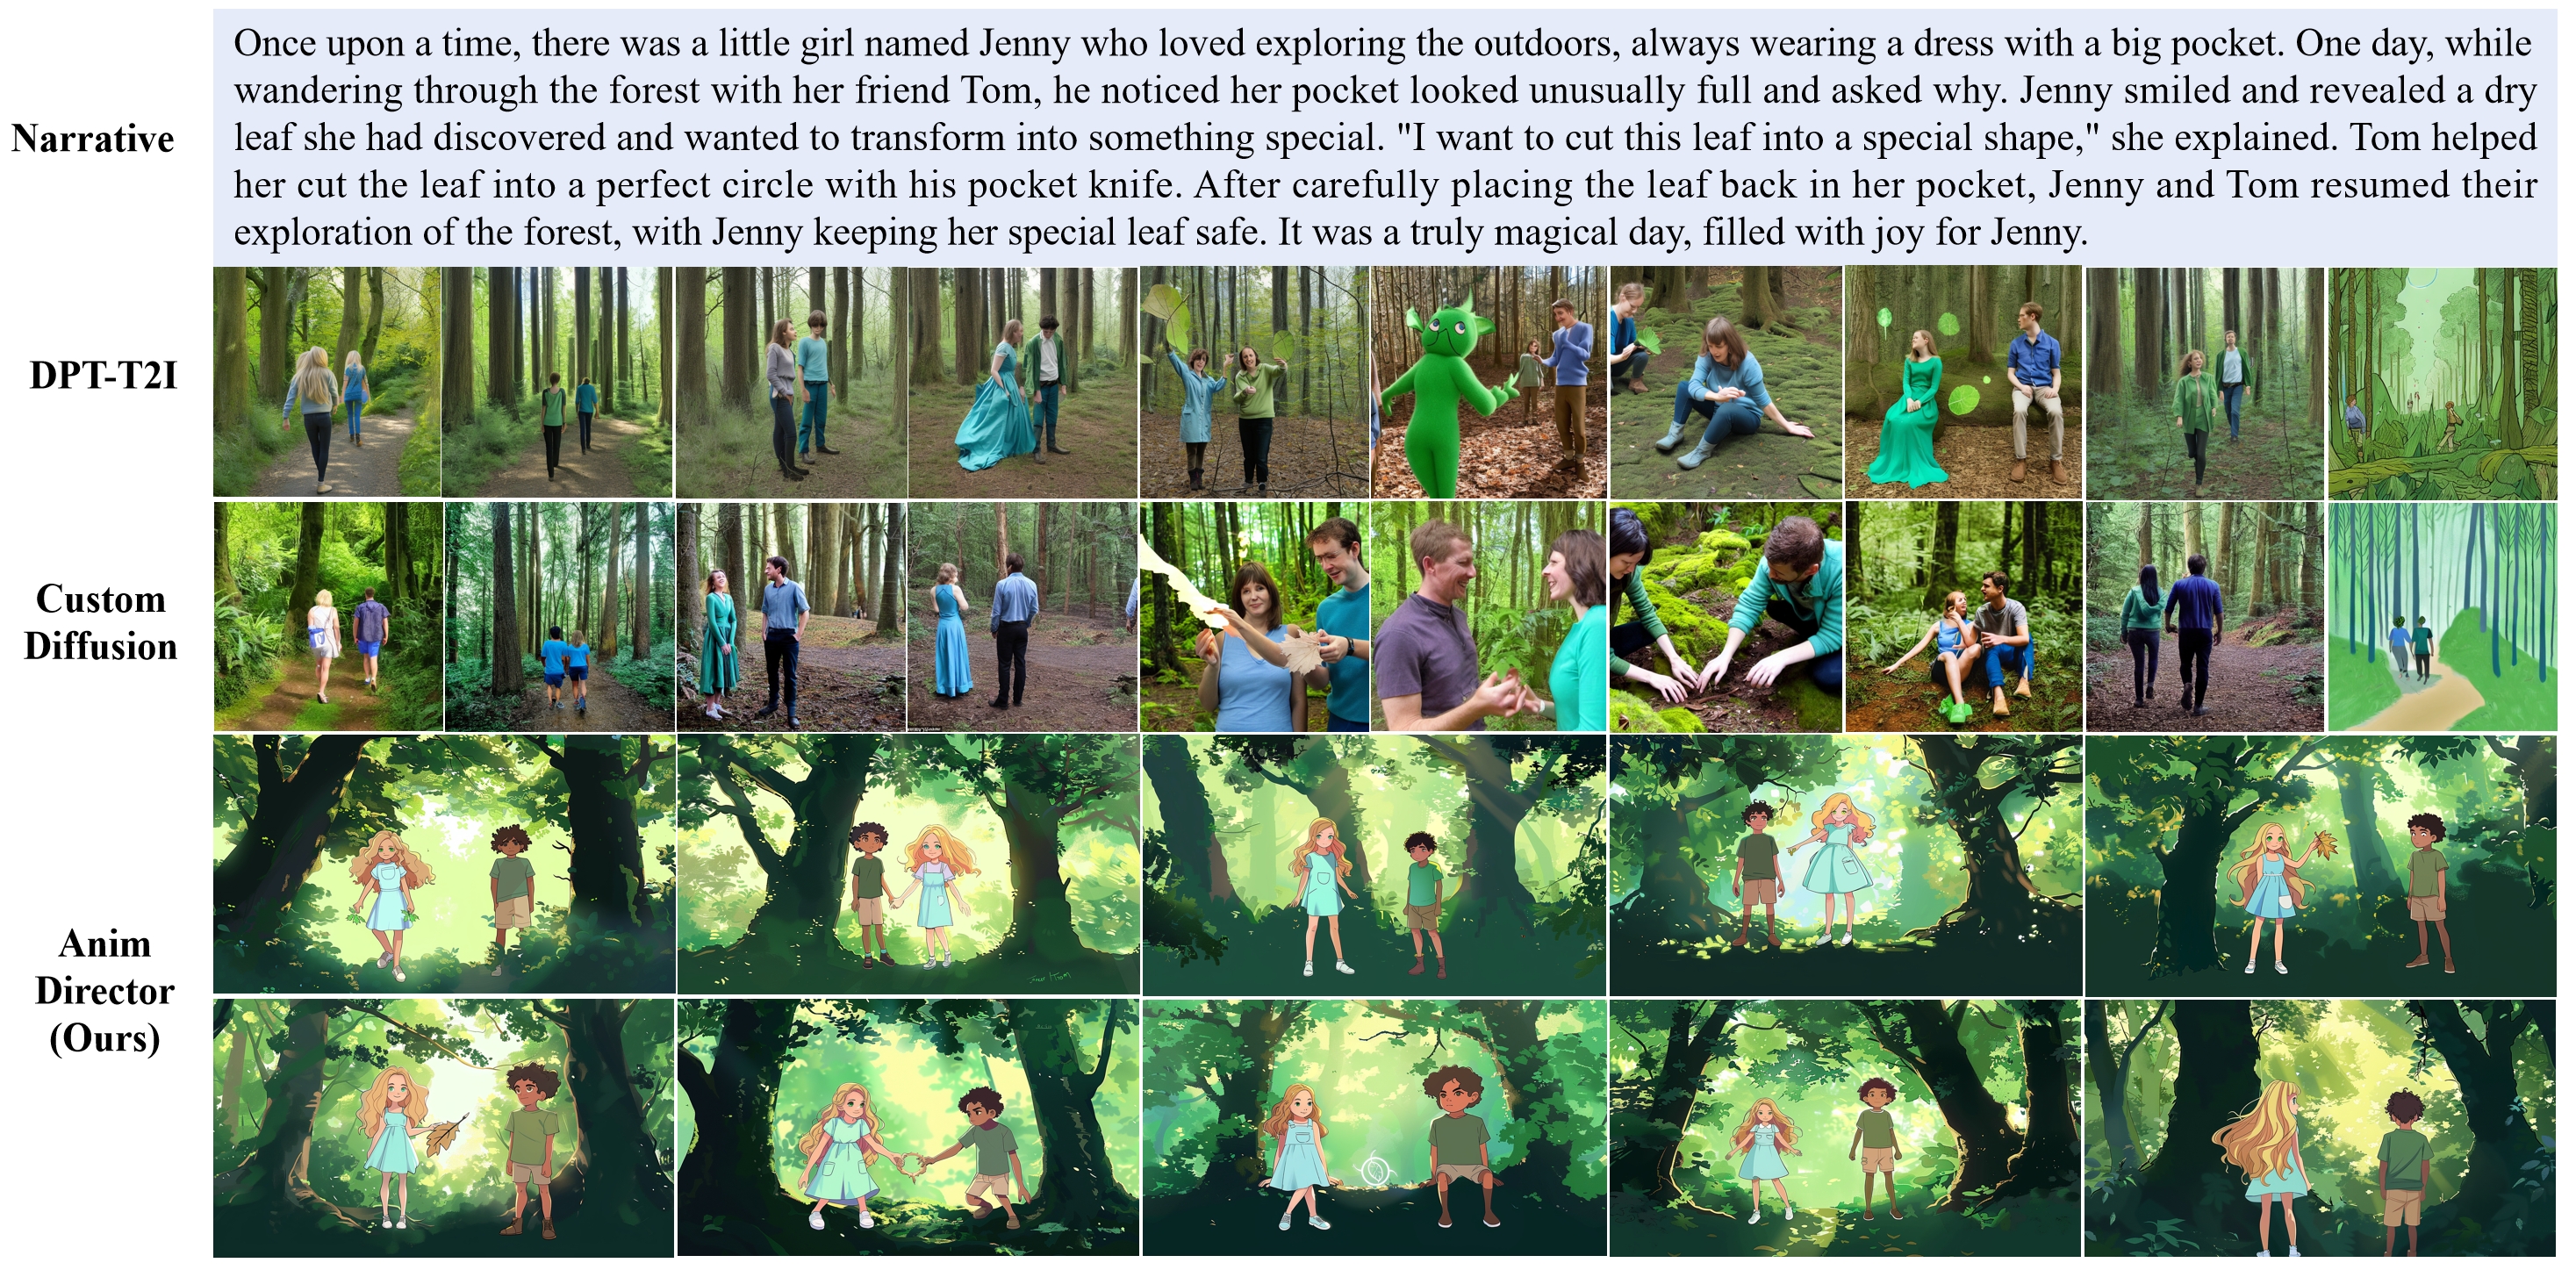 Narrative
Once upon a time, there was a little girl named Jenny who loved exploring the outdoors, always wearing a dress with a big pocket. One day, while
wandering through the forest with her friend Tom, he noticed her pocket looked unusually full and asked why. Jenny smiled and revealed a dry
leaf she had discovered and wanted to transform into something special. "I want to cut this leaf into a special shape," she explained. Tom helped
her cut the leaf into a perfect circle with his pocket knife. After carefully placing the leaf back in her pocket, Jenny and Tom resumed their
exploration of the forest, with Jenny keeping her special leaf safe. It was a truly magical day, filled with joy for Jenny.
DPT-T2I
Custom
Diffusion
Anim
Director
(Ours)